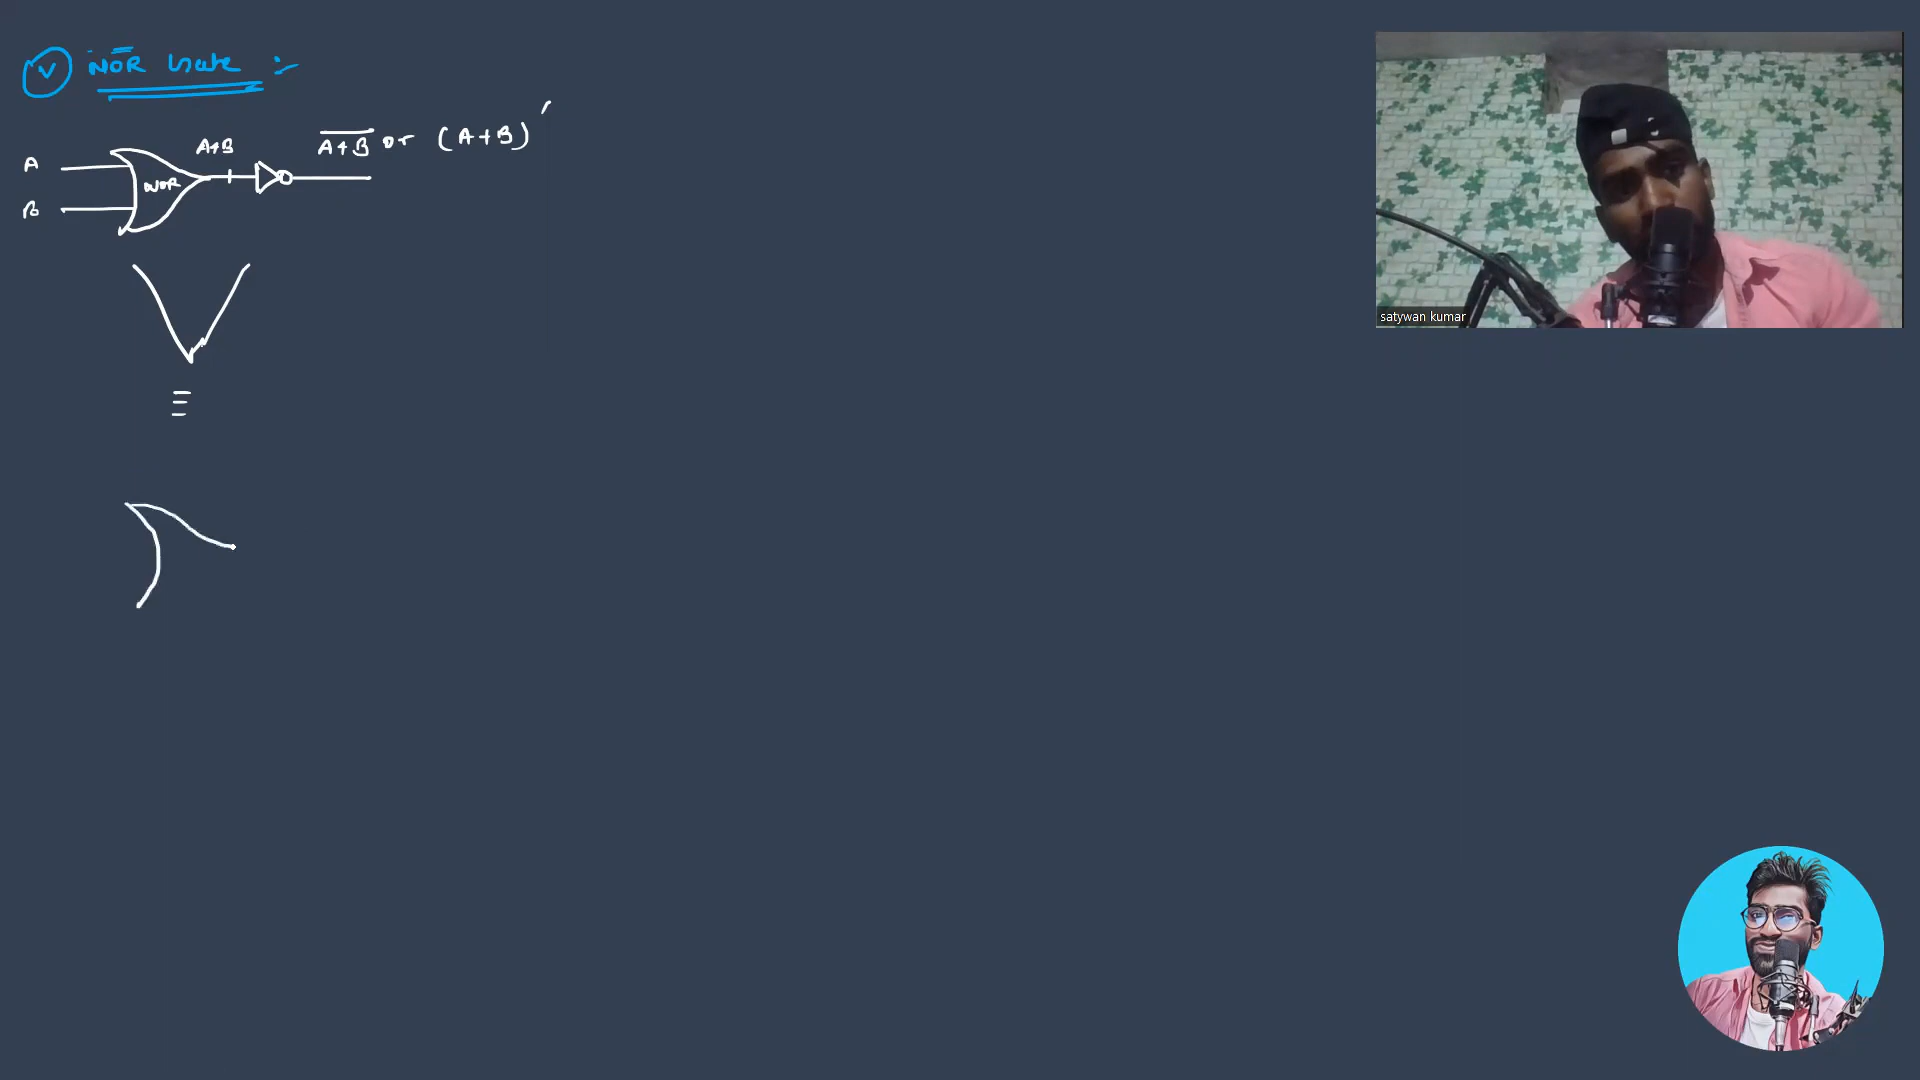 V NOR Gate :-
A+B
A+B or (A+B)'
A
NOR
B
satywan kumar